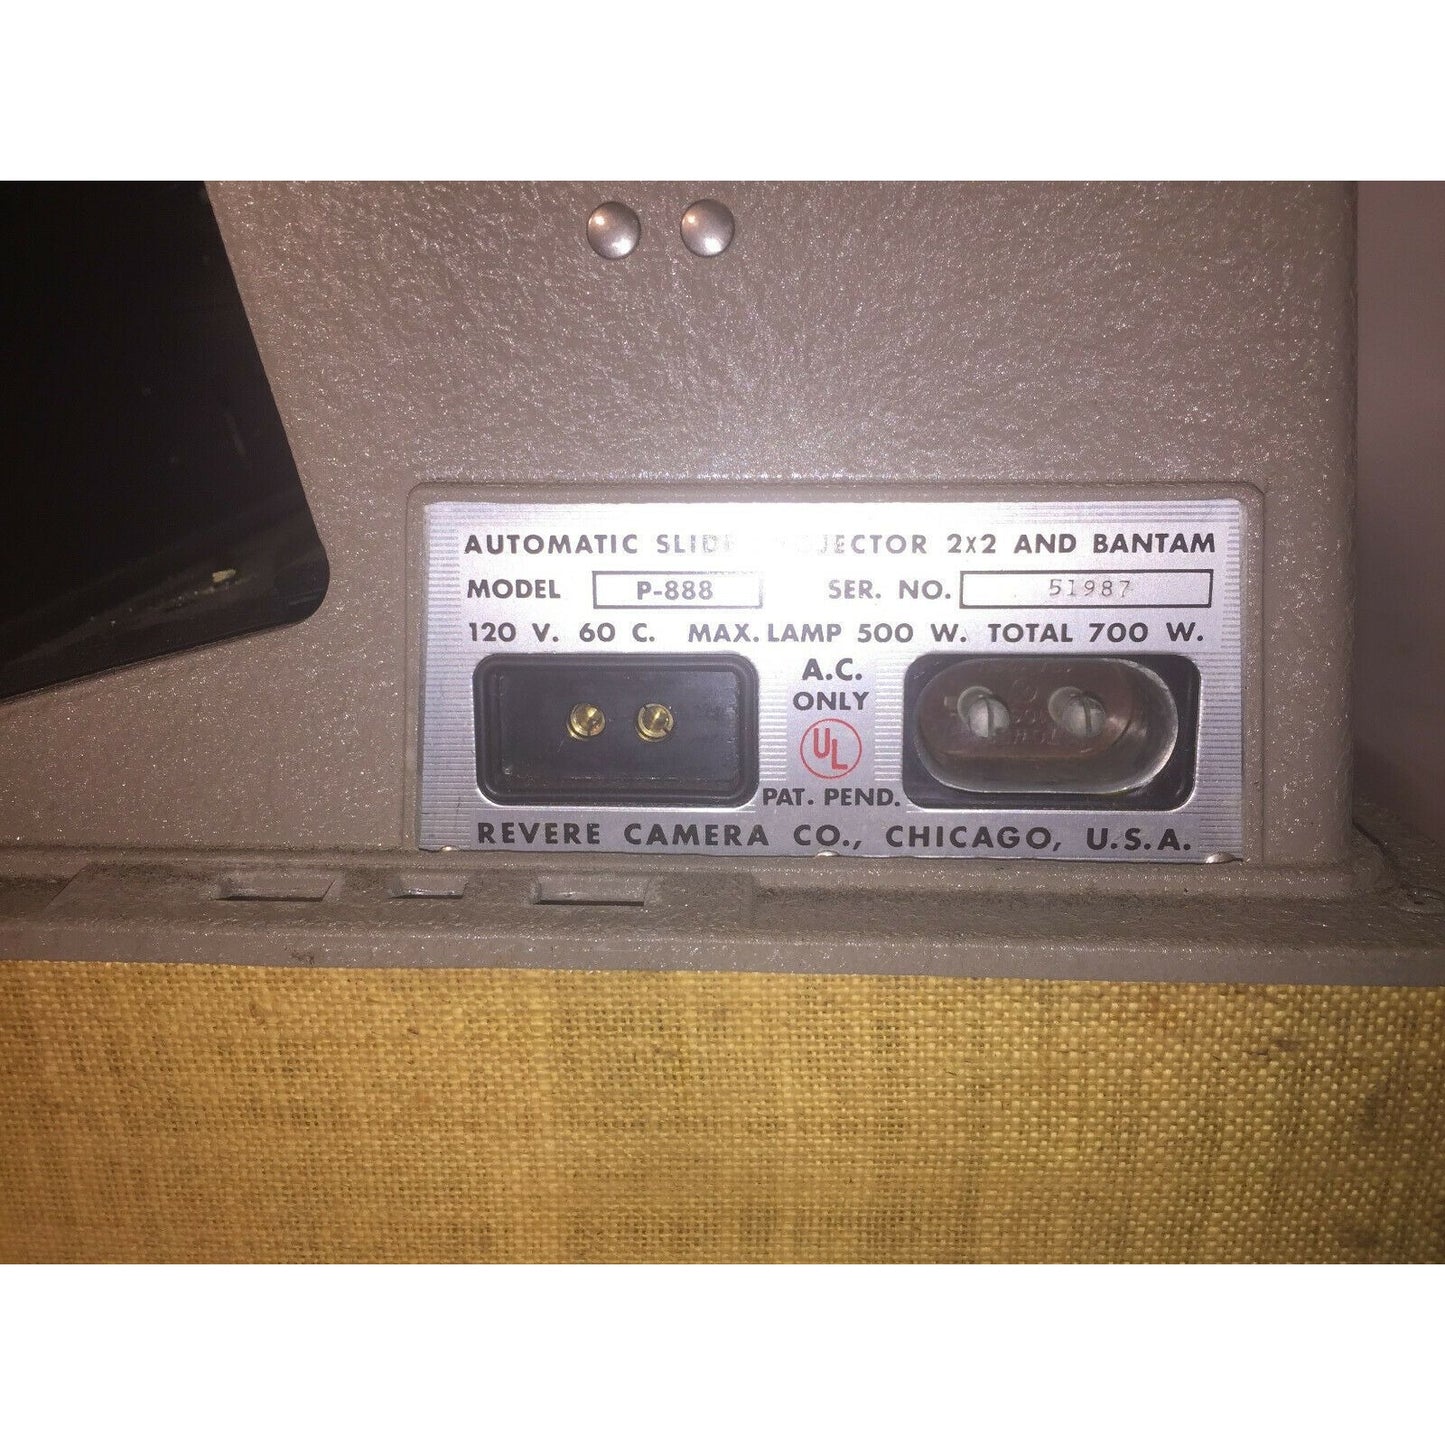 AUTOMATIC SLIDE PROJECTOR 2x2 AND BANTAM
MODEL P-888 SER. NO. 51987
120 V. 60 C. MAX. LAMP 500 W. TOTAL 700 W.
A.C.
ONLY
UL
PAT. PEND.
REVERE CAMERA CO., CHICAGO, U.S.A.